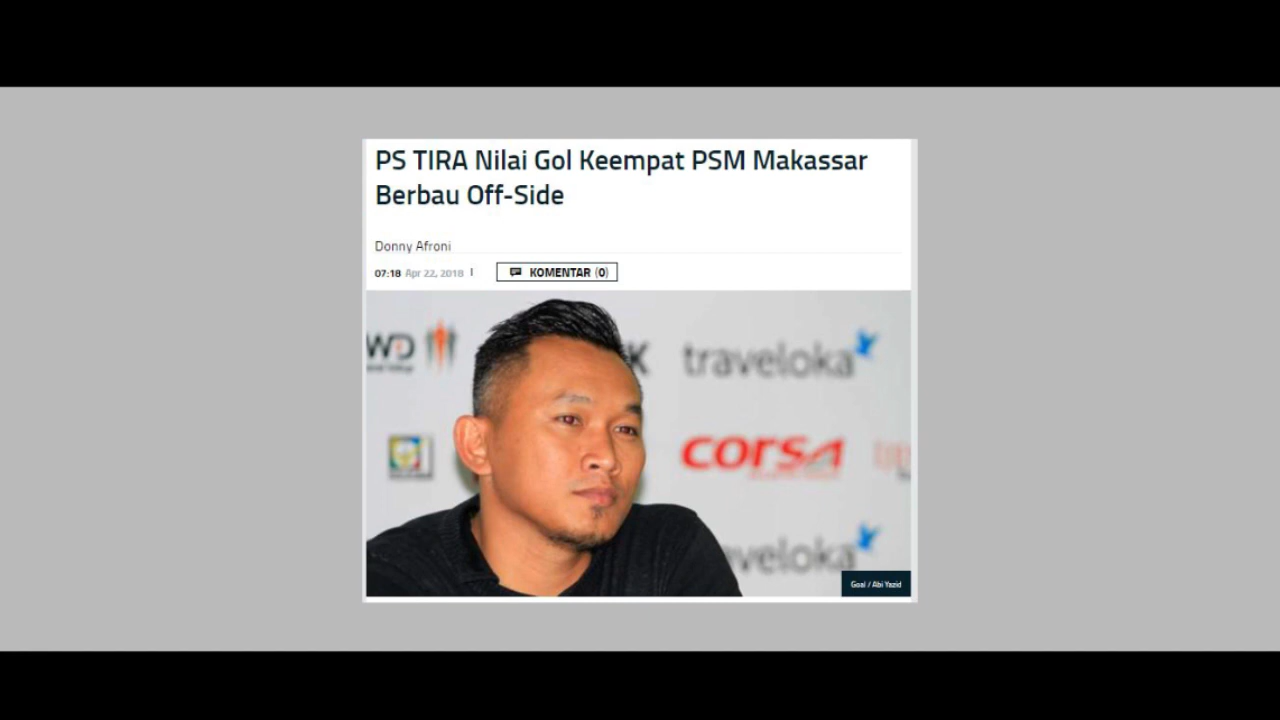 PS TIRA Nilai Gol Keempat PSM Makassar
Berbau Off-Side
Donny Afroni
07:18 Apr 22, 2018 I KOMENTAR (0)
WD
K traveloka
CORSA
traveloka
Goal / Abi Yazid